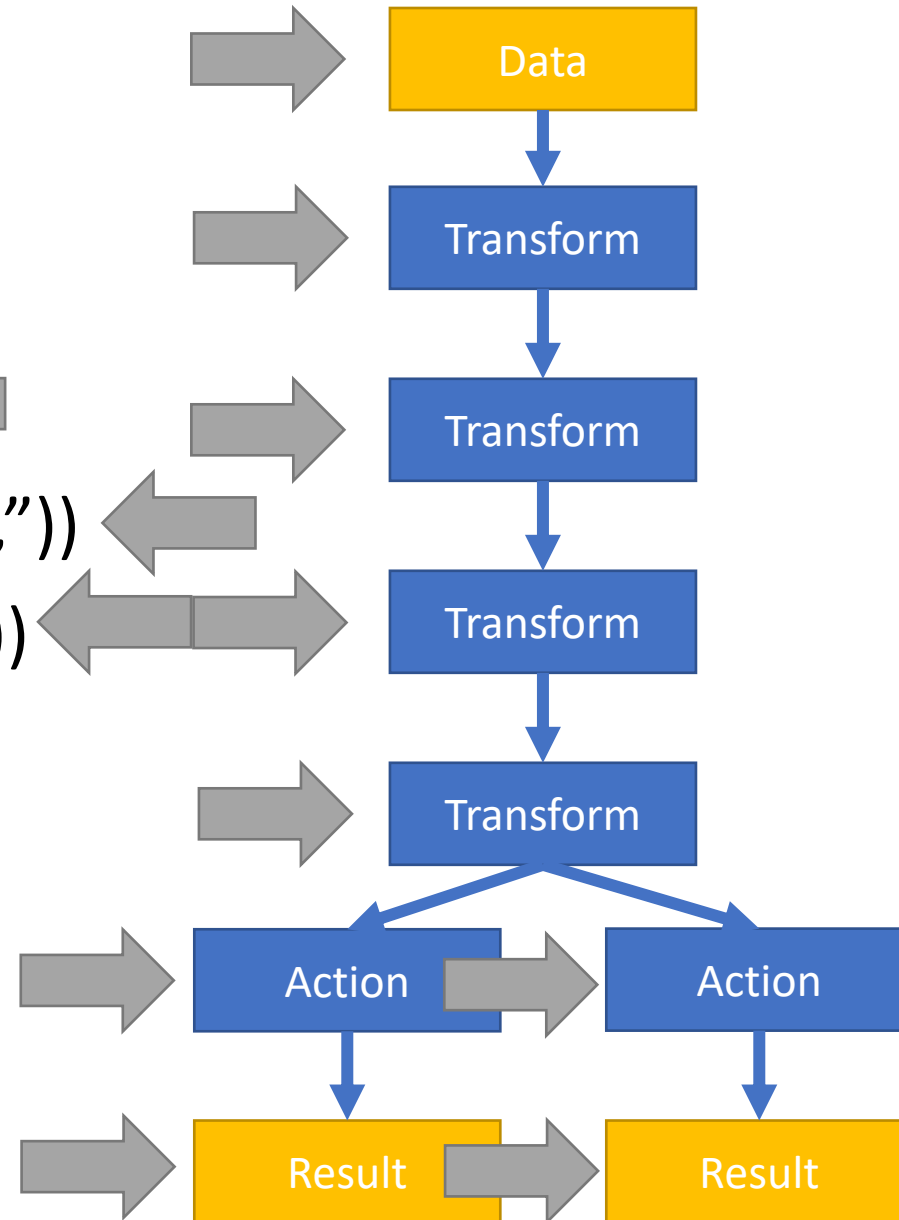 Data
Transform
Transform
”))
))
Transform
Transform
Action Action
Result Result